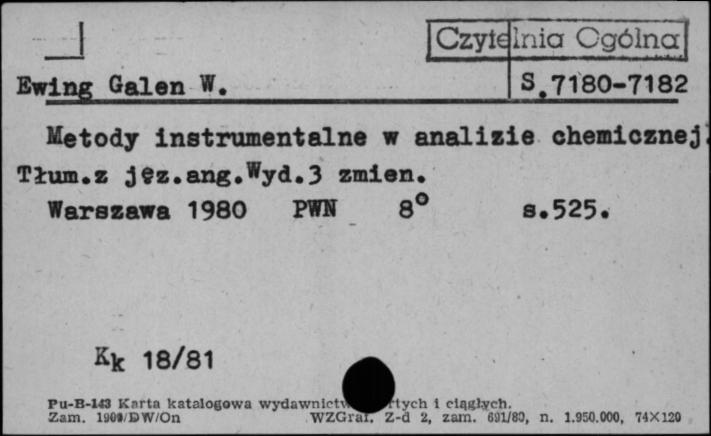 Czytelnia Ogólna
Ewing Galen W. S.7180-7182
Metody instrumentalne w analizie chemicznej.
Tłum.z jęz.ang.Wyd.3 zmien.
Warszawa 1980 PWN 8° s.525.
Kk 18/81
Pu-B-143 Karta katalogowa i ciągłych.
Zam. DW/On WZGraf. Z-d 2, zam. 691/80, n. 1.950.000, 74×120